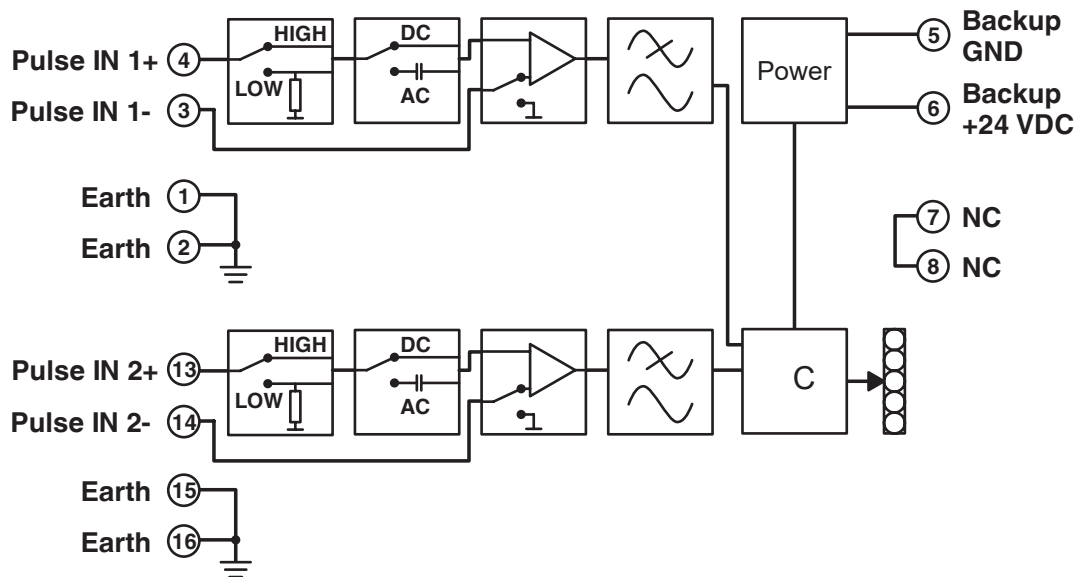 Pulse IN 1+ 4
Pulse IN 1- 3
HIGH
LOW
DC
AC
Power
5 Backup
GND
6 Backup
+24 VDC
Earth 1
Earth 2
7 NC
8 NC
Pulse IN 2+ 13
Pulse IN 2- 14
HIGH
LOW
DC
AC
C
Earth 15
Earth 16